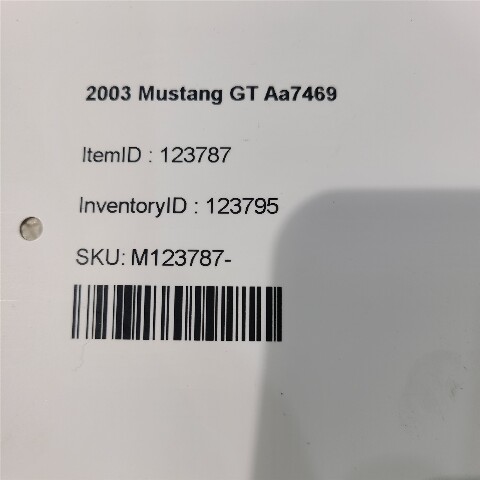 2003 Mustang GT Aa7469
ItemID : 123787
InventoryID : 123795
SKU: M123787-